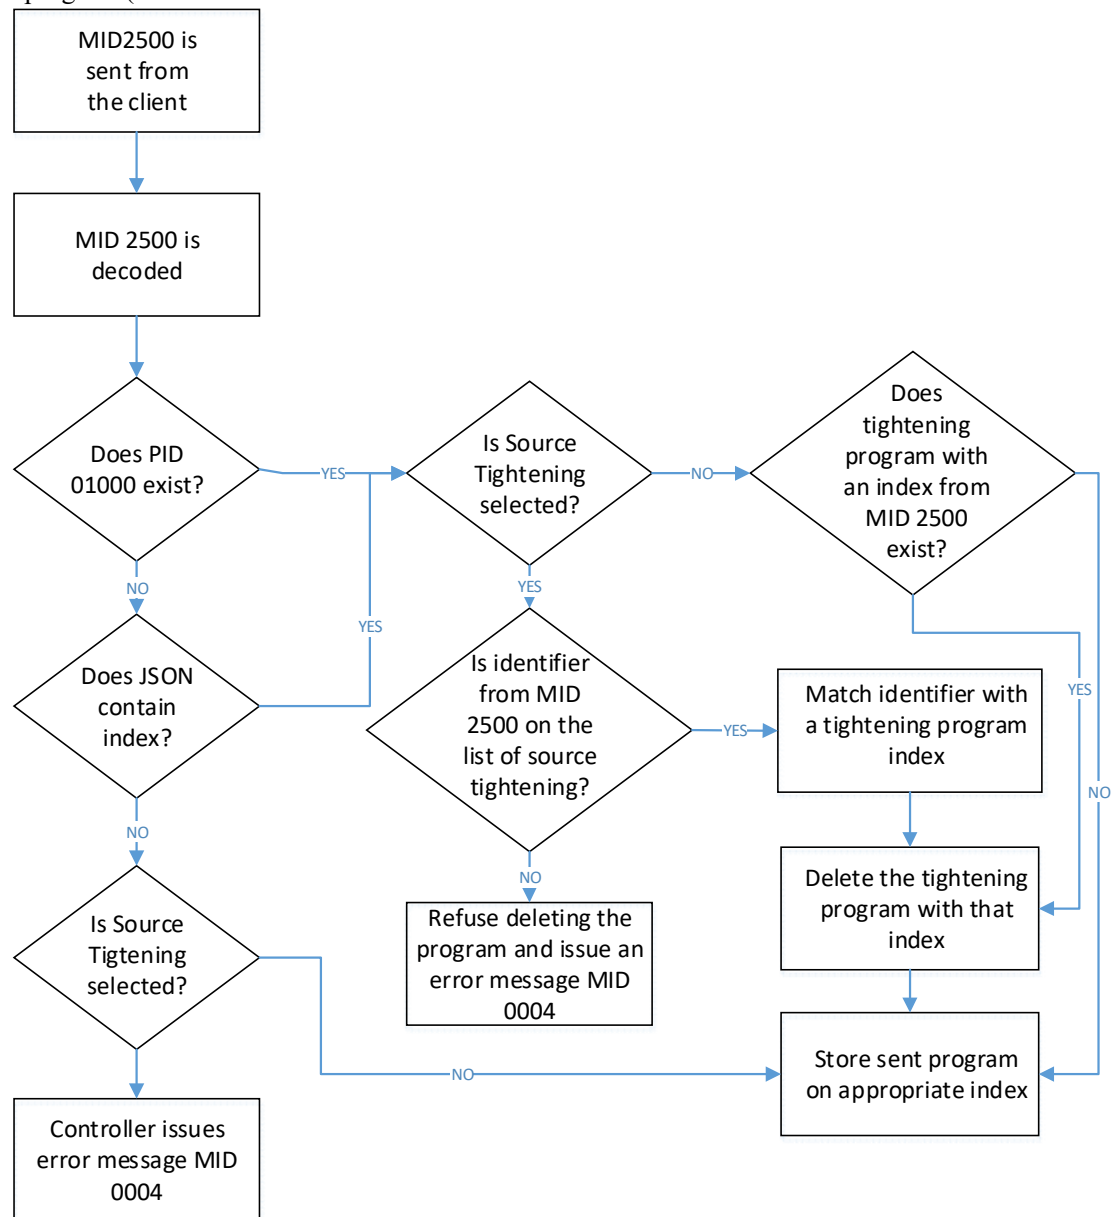 MID2500 is
sent from
the client
MID 2500 is
decoded
Does PID
01000 exist?
YES
NO
Does JSON
contain
index?
YES
NO
Is Source
Tigtening
selected?
NO
Controller issues
error message MID
0004
Is Source
Tightening
selected?
NO
YES
Is identifier
from MID
2500 on the
list of source
tightening?
YES
NO
Refuse deleting the
program and issue an
error message MID
0004
Does
tightening
program with
an index from
MID 2500
exist?
YES
NO
Match identifier with
a tightening program
index
Delete the tightening
program with that
index
Store sent program
on appropriate index